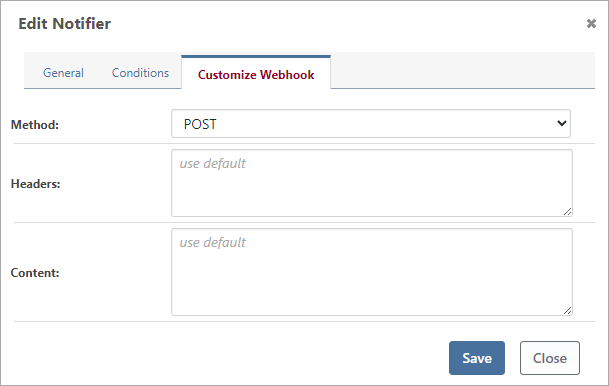 Edit Notifier
General Conditions Customize Webhook
Method: POST
Headers: use default
Content: use default
Save Close